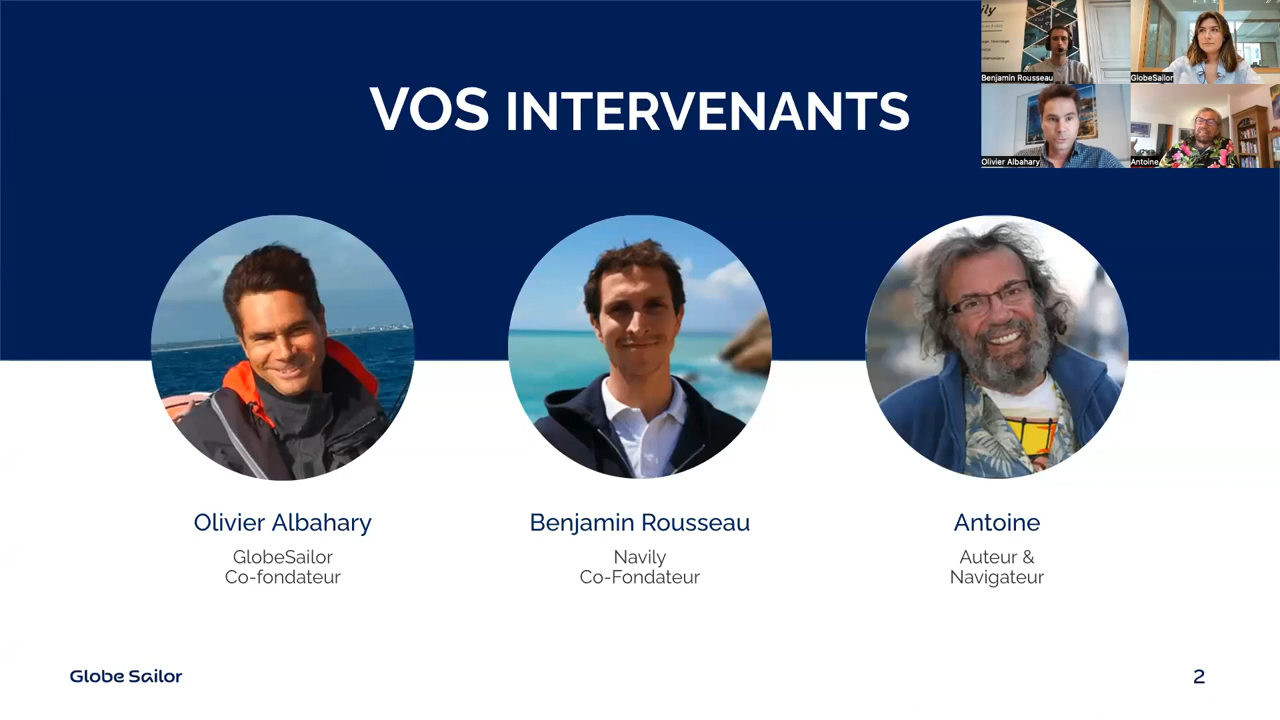 ily
Benjamin Rousseau
GlobeSailor
Olivier Albahary
Antoine
VOS INTERVENANTS
Olivier Albahary
GlobeSailor
Co-fondateur
Benjamin Rousseau
Navily
Co-Fondateur
Antoine
Auteur &
Navigateur
Globe Sailor
2